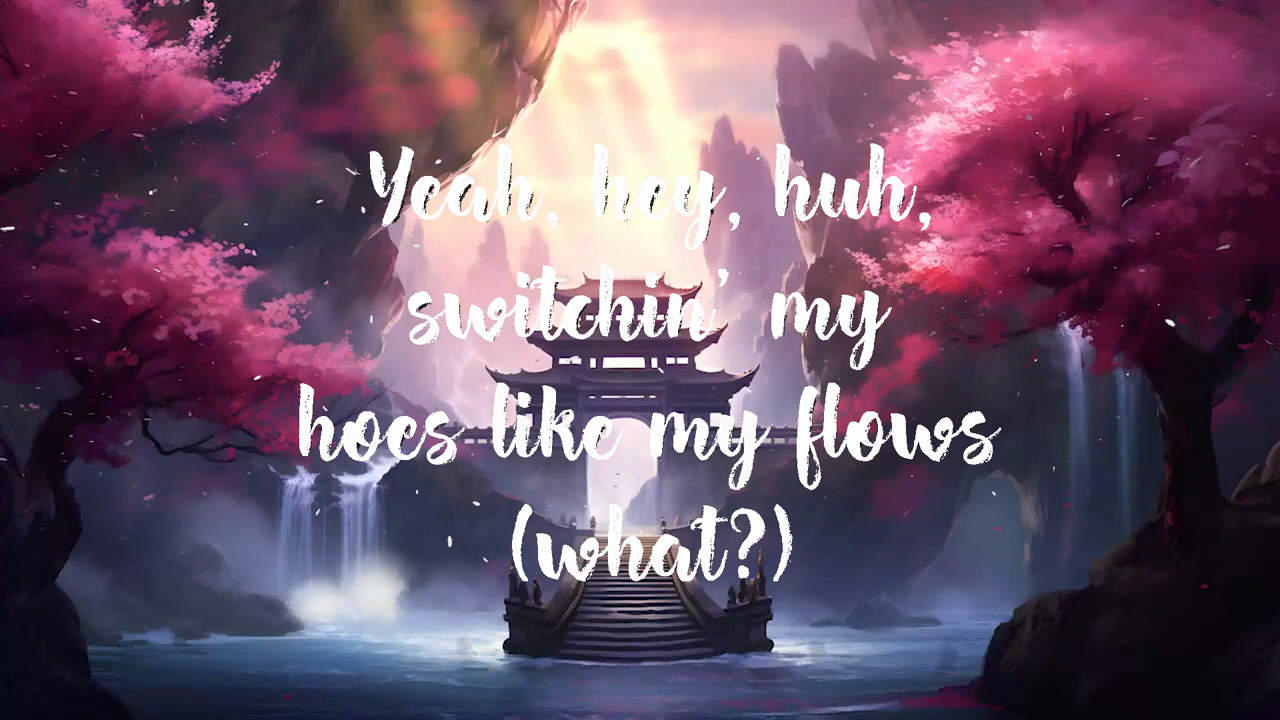 Yeah, hey, huh,
switchin' my
hoes like my flows
(what?)